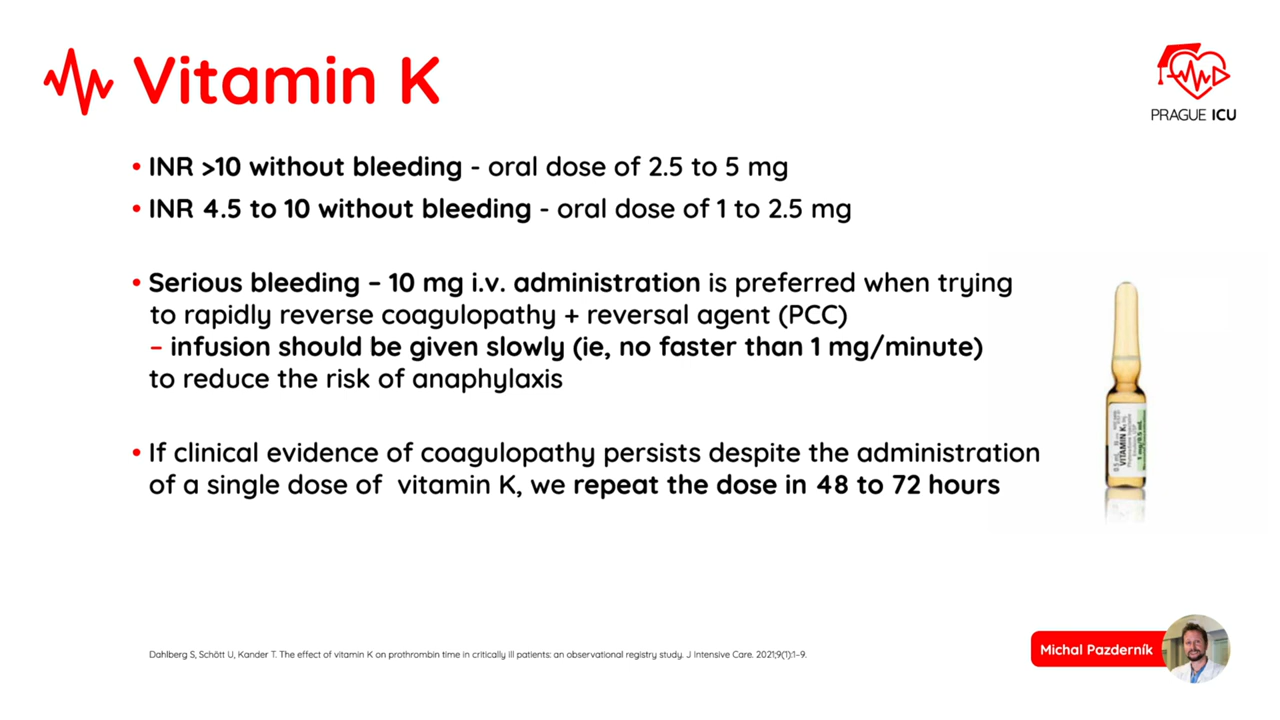 Vitamin K
PRAGUE ICU
• INR >10 without bleeding - oral dose of 2.5 to 5 mg
• INR 4.5 to 10 without bleeding - oral dose of 1 to 2.5 mg
• Serious bleeding – 10 mg i.v. administration is preferred when trying
to rapidly reverse coagulopathy + reversal agent (PCC)
– infusion should be given slowly (ie, no faster than 1 mg/minute)
to reduce the risk of anaphylaxis
• If clinical evidence of coagulopathy persists despite the administration
of a single dose of vitamin K, we repeat the dose in 48 to 72 hours
VITAMIN K
1 mg/0.5 mL
Dahlberg S, Schött U, Kander T. The effect of vitamin K on prothrombin time in critically ill patients: an observational registry study. J Intensive Care. 2021;9(1):1–9.
Michal Pazderník